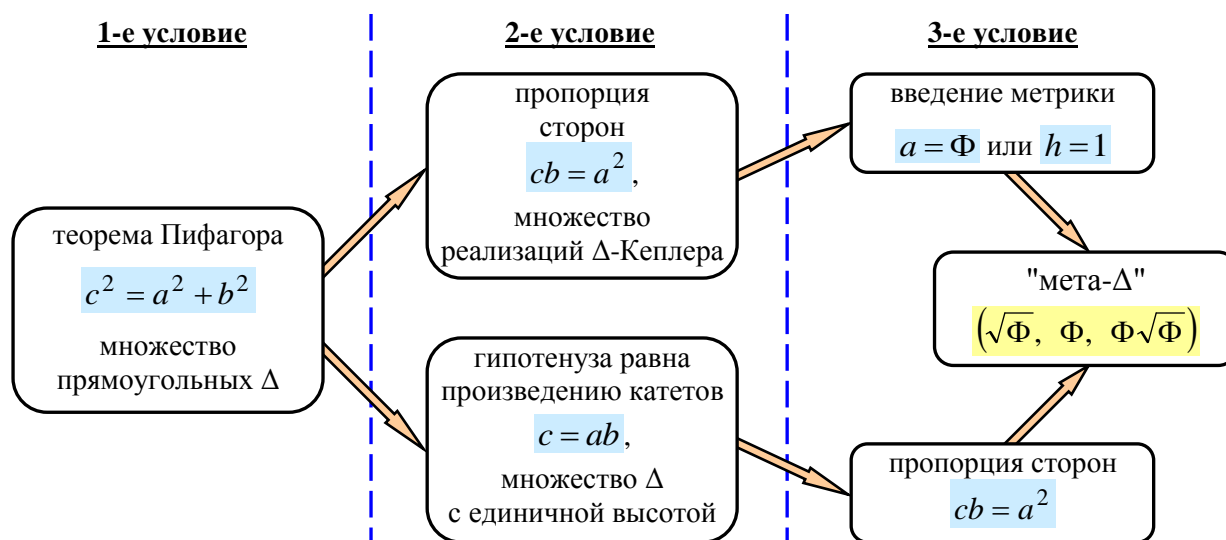 1-е условие
2-е условие
3-е условие
теорема Пифагора
c² = a² + b²
множество
прямоугольных Δ
пропорция
сторон
cb = a²,
множество
реализаций Δ-Кеплера
гипотенуза равна
произведению катетов
c = ab,
множество Δ
с единичной высотой
введение метрики
a = Φ или h = 1
"мета-Δ"
(√Φ, Φ, Φ√Φ)
пропорция сторон
cb = a²